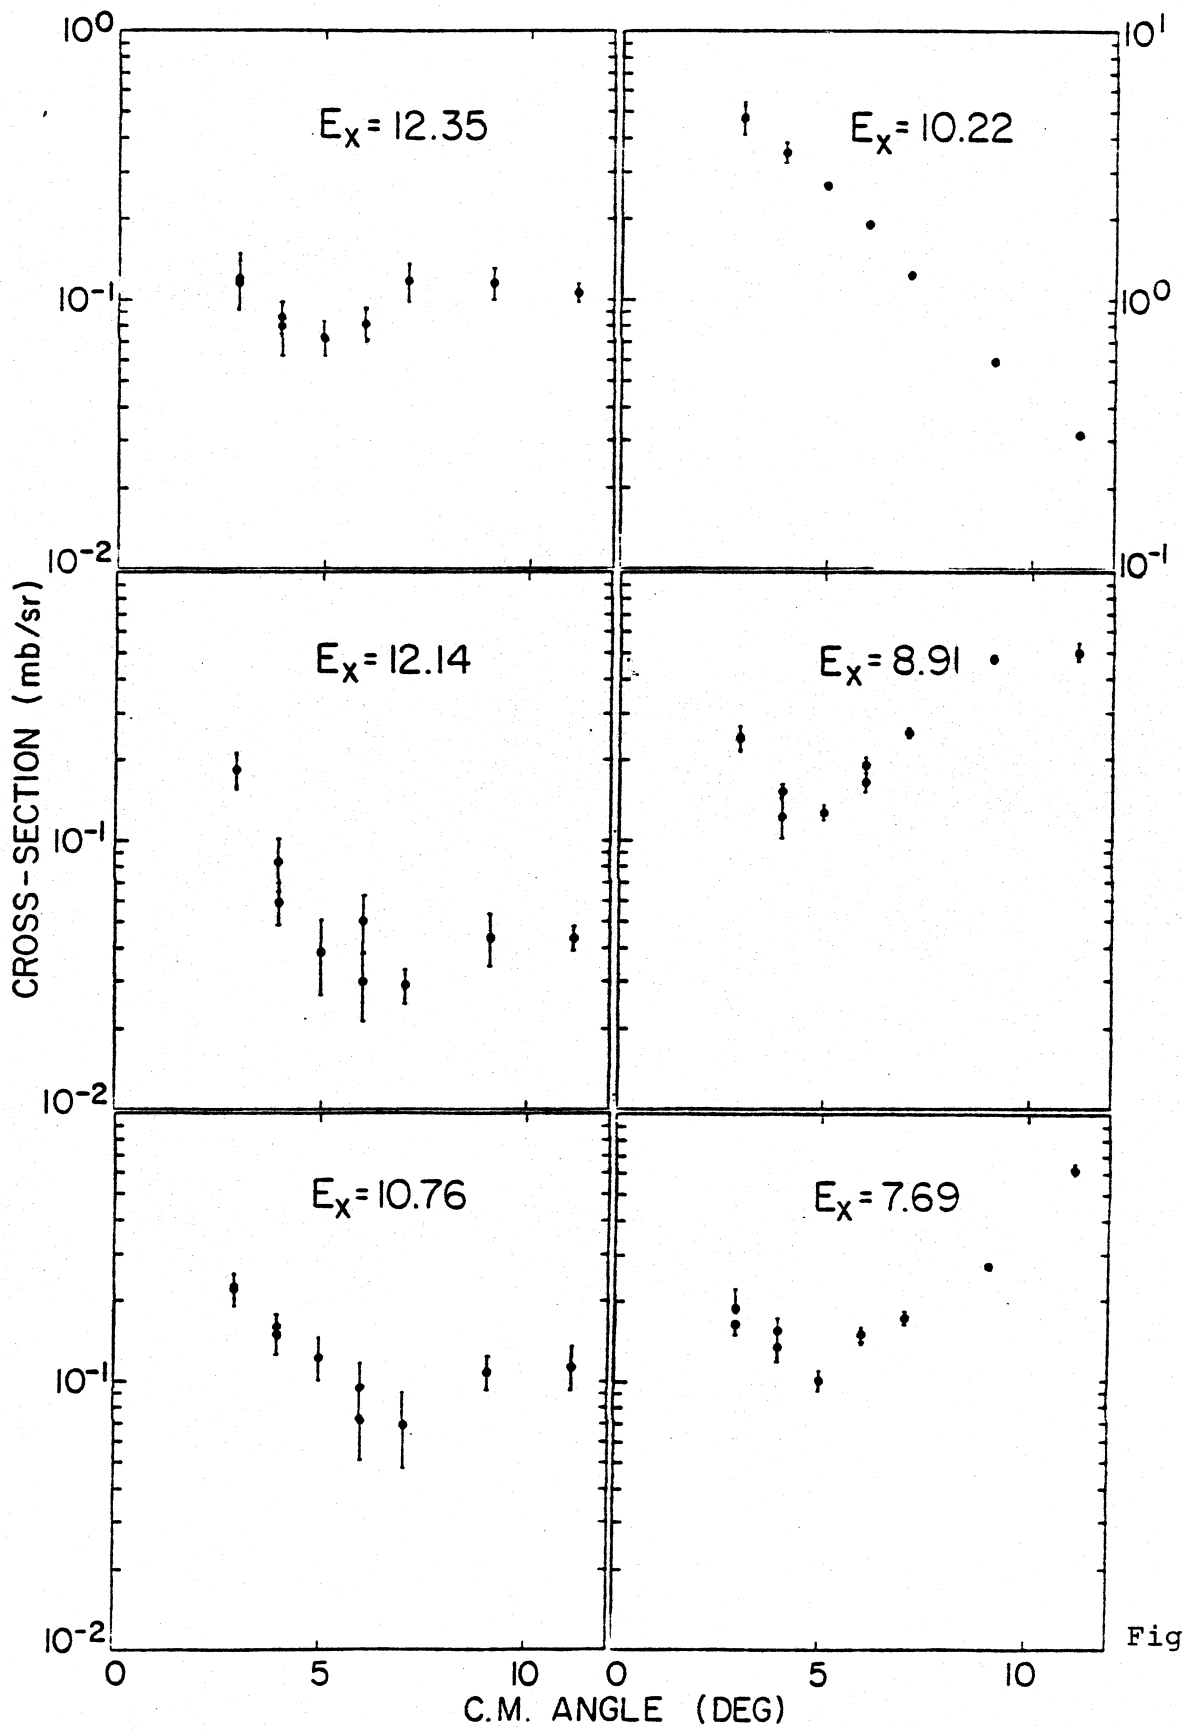 10⁰
10¹
E_X = 12.35
E_X = 10.22
10⁻¹
10⁰
10⁻²
10⁻¹
CROSS-SECTION (mb/sr)
E_X = 12.14
E_X = 8.91
10⁻¹
10⁻²
E_X = 10.76
E_X = 7.69
10⁻¹
10⁻²
Fig
0 5 10 0 5 10
C.M. ANGLE (DEG)